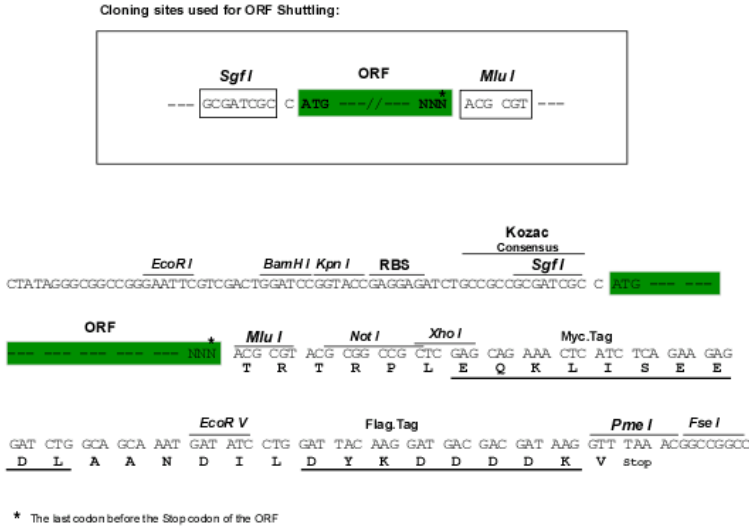 Cloning sites used for ORF Shuttling:
Sgf I ORF Mlu I
--- GCGATCGC C ATG ---//--- NNN* ACG CGT ---
Kozac
Consensus
EcoR I BamH I Kpn I RBS Sgf I
CTATAGGGCGGCCGGGAATTCGTCGACTGGATCCGGTACCGAGGAGATCTGCCGCCGCGATCGC C ATG --- ---
ORF Mlu I Not I Xho I Myc.Tag
--- --- --- --- --- --- NNN* ACG CGT ACG CGG CCG CTC GAG CAG AAA CTC ATC TCA GAA GAG
T R T R P L E Q K L I S E E
EcoR V Flag.Tag Pme I Fse I
GAT CTG GCA GCA AAT GAT ATC CTG GAT TAC AAG GAT GAC GAC GAT AAG GTT TAA ACGGCCGGCC
D L A A N D I L D Y K D D D D K V Stop
* The last codon before the Stop codon of the ORF